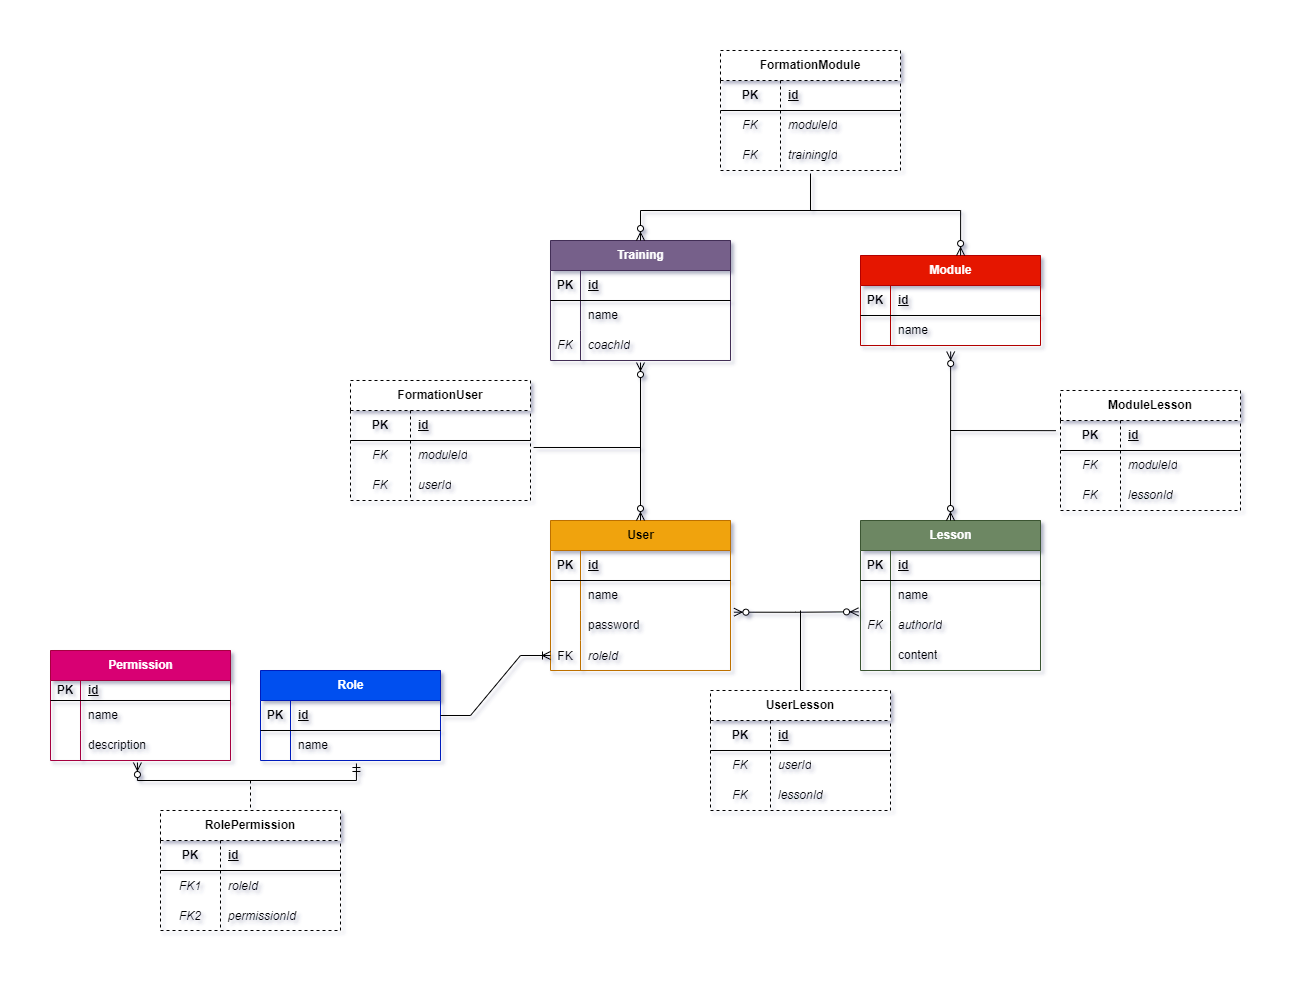 FormationModule
PK id
FK moduleId
FK trainingId
Training
PK id
name
FK coachId
Module
PK id
name
FormationUser
PK id
FK moduleId
FK userId
ModuleLesson
PK id
FK moduleId
FK lessonId
User
PK id
name
password
FK roleId
Lesson
PK id
name
FK authorId
content
Permission
PK id
name
description
Role
PK id
name
UserLesson
PK id
FK userId
FK lessonId
RolePermission
PK id
FK1 roleId
FK2 permissionId